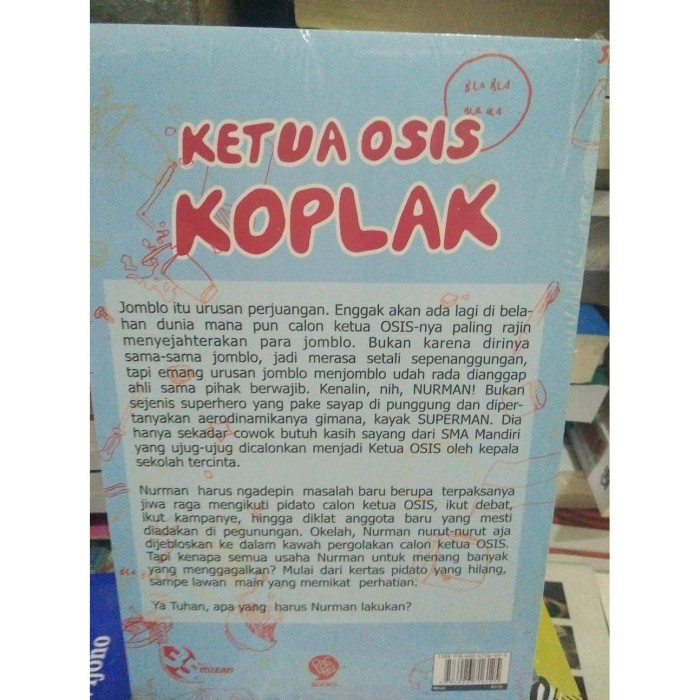 BLA BLA
BLA BLA
KETUA OSIS
KOPLAK
Jomblo itu urusan perjuangan. Enggak akan ada lagi di bela-
han dunia mana pun calon ketua OSIS-nya paling rajin
menyejahterakan para jomblo. Bukan karena dirinya
sama-sama jomblo, jadi merasa setali sepenanggungan,
tapi emang urusan jomblo menjomblo udah rada dianggap
ahli sama pihak berwajib. Kenalin, nih, NURMAN! Bukan
sejenis superhero yang pake sayap di punggung dan diper-
tanyakan aerodinamikanya gimana, kayak SUPERMAN. Dia
hanya sekadar cowok butuh kasih sayang dari SMA Mandiri
yang ujug-ujug dicalonkan menjadi Ketua OSIS oleh kepala
sekolah tercinta.
Nurman harus ngadepin masalah baru berupa terpaksanya
jiwa raga mengikuti pidato calon ketua OSIS, ikut debat,
ikut kampanye, hingga diklat anggota baru yang mesti
diadakan di pegunungan. Okelah, Nurman nurut-nurut aja
dijebloskan ke dalam kawah pergolakan calon ketua OSIS.
Tapi kenapa semua usaha Nurman untuk menang banyak
yang menggagalkan? Mulai dari kertas pidato yang hilang,
sampe lawan main yang memikat perhatian.
Ya Tuhan, apa yang harus Nurman lakukan?
mizan
BOOKS